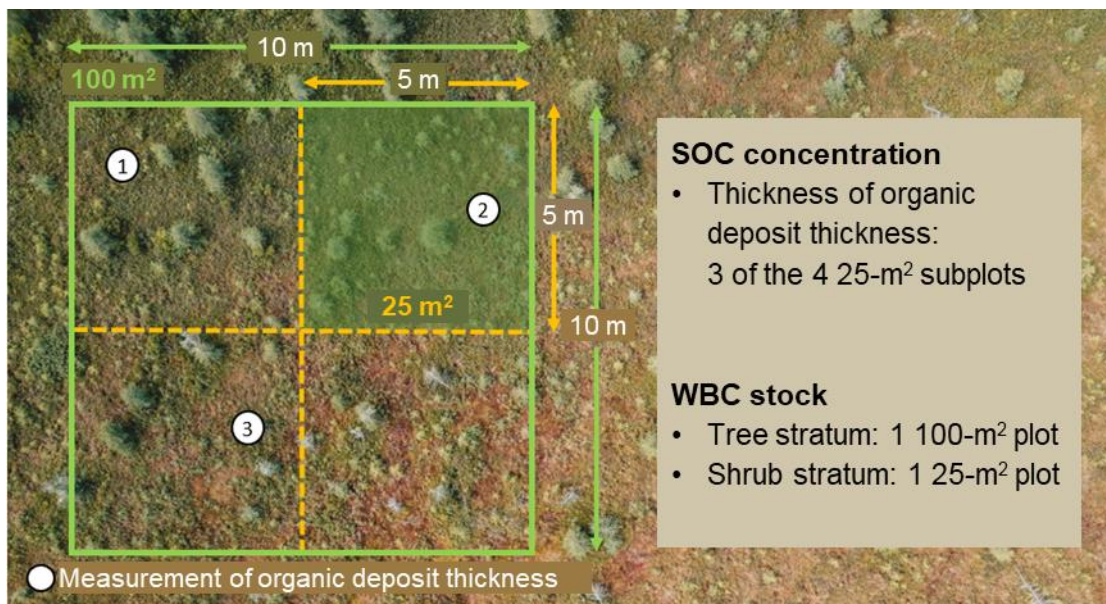 10 m
100 m²
5 m
1
2
5 m
25 m²
10 m
3
Measurement of organic deposit thickness
SOC concentration
• Thickness of organic
deposit thickness:
3 of the 4 25-m² subplots
WBC stock
• Tree stratum: 1 100-m² plot
• Shrub stratum: 1 25-m² plot